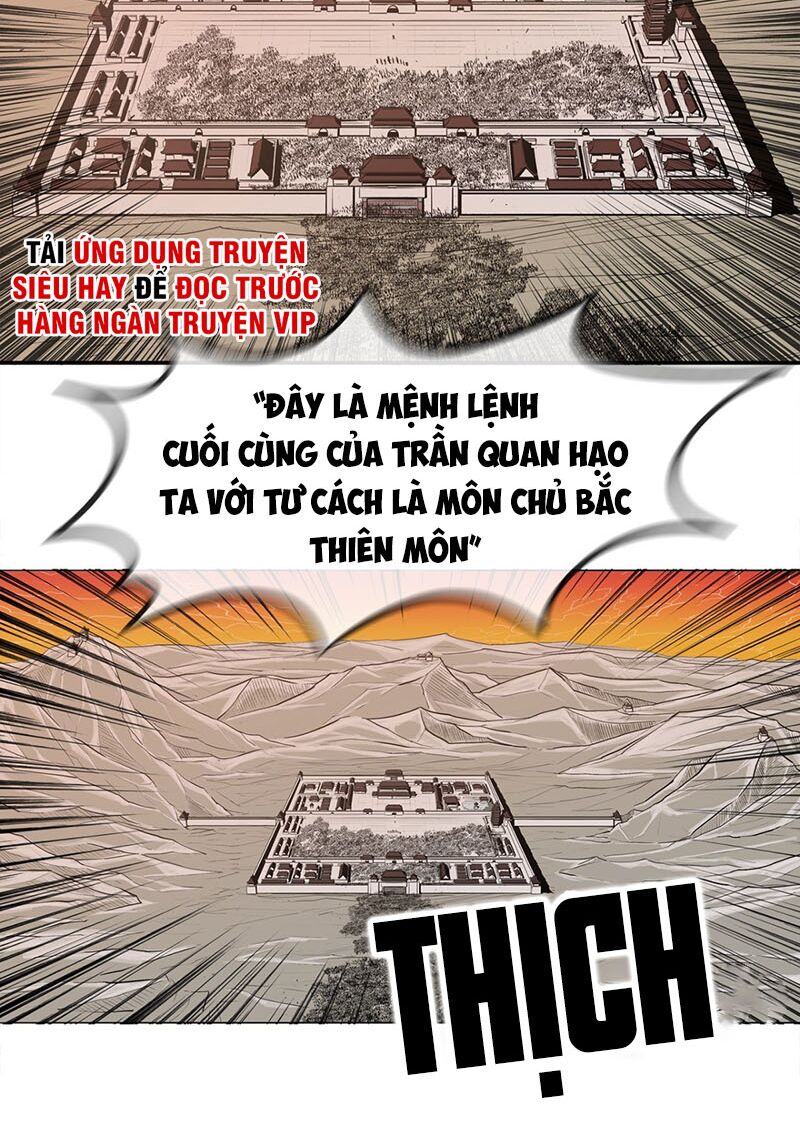 TẢI ỨNG DỤNG TRUYỆN
SIÊU HAY ĐỂ ĐỌC TRƯỚC
HÀNG NGÀN TRUYỆN VIP
"ĐÂY LÀ MỆNH LỆNH
CUỐI CÙNG CỦA TRẦN QUAN HẠO
TA VỚI TƯ CÁCH LÀ MÔN CHỦ BẮC
THIÊN MÔN"
THỊCH